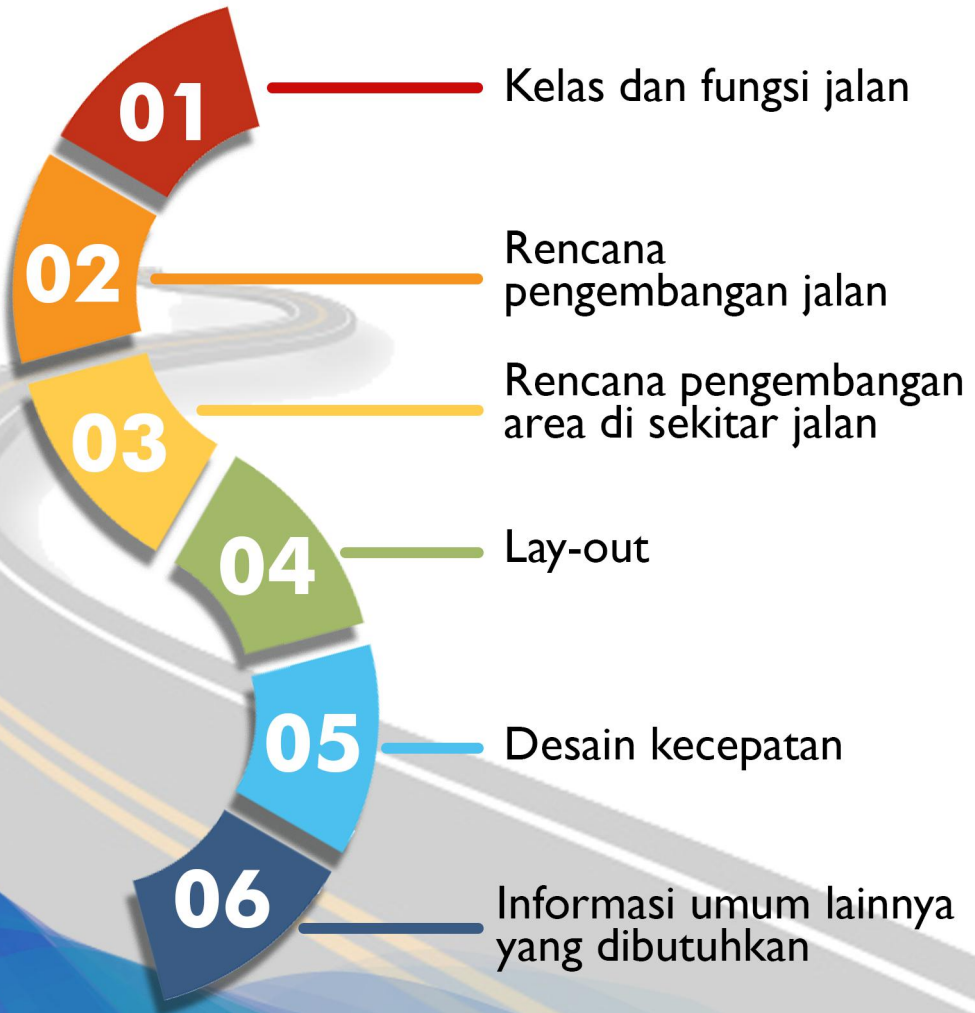 01
Kelas dan fungsi jalan
02
Rencana
pengembangan jalan
03
Rencana pengembangan
area di sekitar jalan
04
Lay-out
05
Desain kecepatan
06
Informasi umum lainnya
yang dibutuhkan